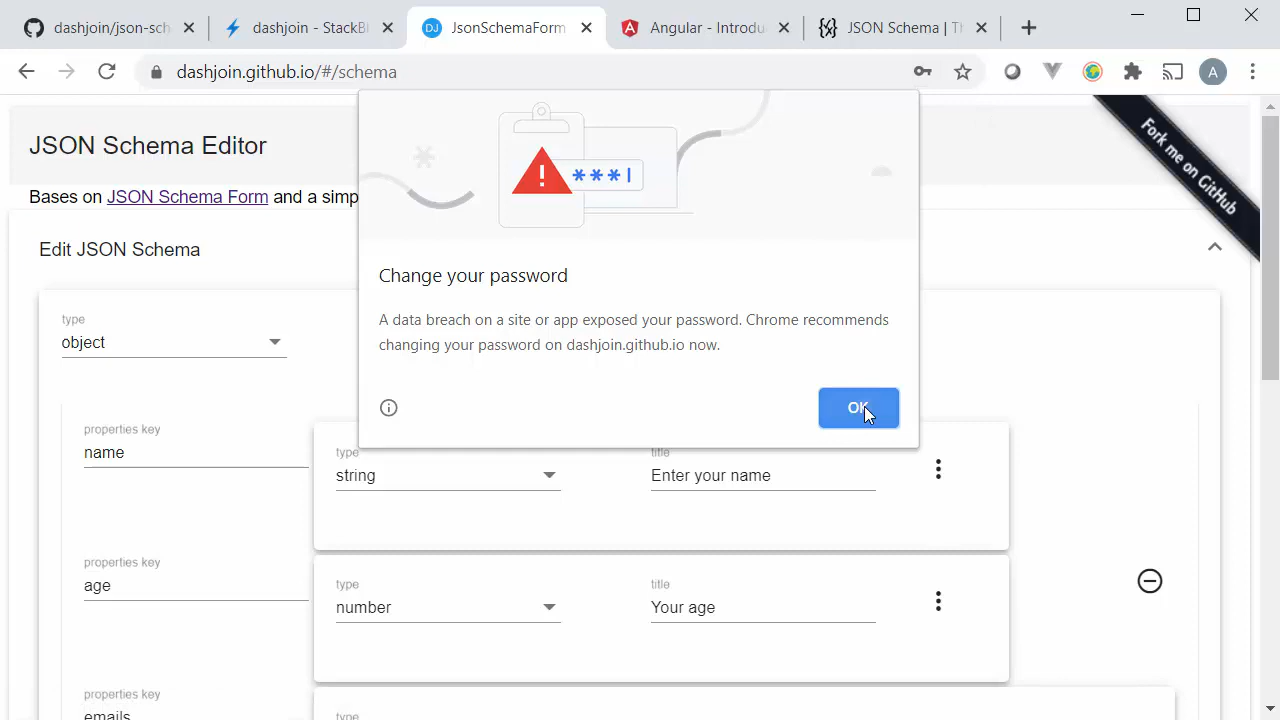 dashjoin/json-sch
dashjoin - StackBl
JsonSchemaForm
Angular - Introdu
JSON Schema | Th
dashjoin.github.io/#/schema
A
Fork me on GitHub
JSON Schema Editor
Bases on JSON Schema Form and a simp
***|
Edit JSON Schema
Change your password
A data breach on a site or app exposed your password. Chrome recommends
changing your password on dashjoin.github.io now.
OK
type
object
properties key
name
type
string
title
Enter your name
properties key
age
type
number
title
Your age
properties key
emails
type